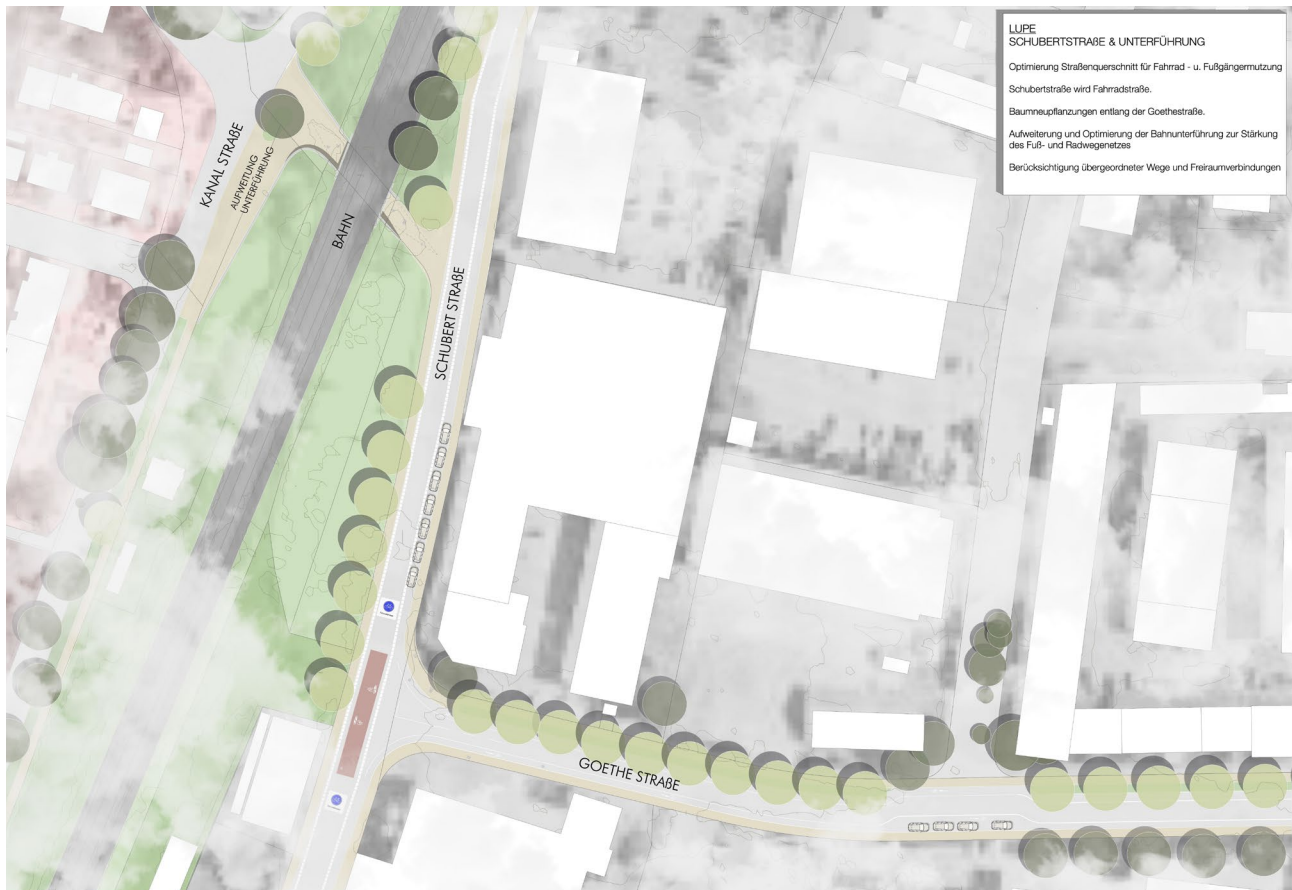 LUPE
SCHUBERTSTRAßE & UNTERFÜHRUNG
Optimierung Straßenquerschnitt für Fahrrad - u. Fußgängermutzung
Schubertstraße wird Fahrradstraße.
Baumneupflanzungen entlang der Goethestraße.
Aufweiterung und Optimierung der Bahnunterführung zur Stärkung
des Fuß- und Radwegenetzes
Berücksichtigung übergeordneter Wege und Freiraumverbindungen
KANAL STRAßE
AUFWEITUNG
UNTERFÜHRUNG
BAHN
SCHUBERT STRAßE
GOETHE STRAßE